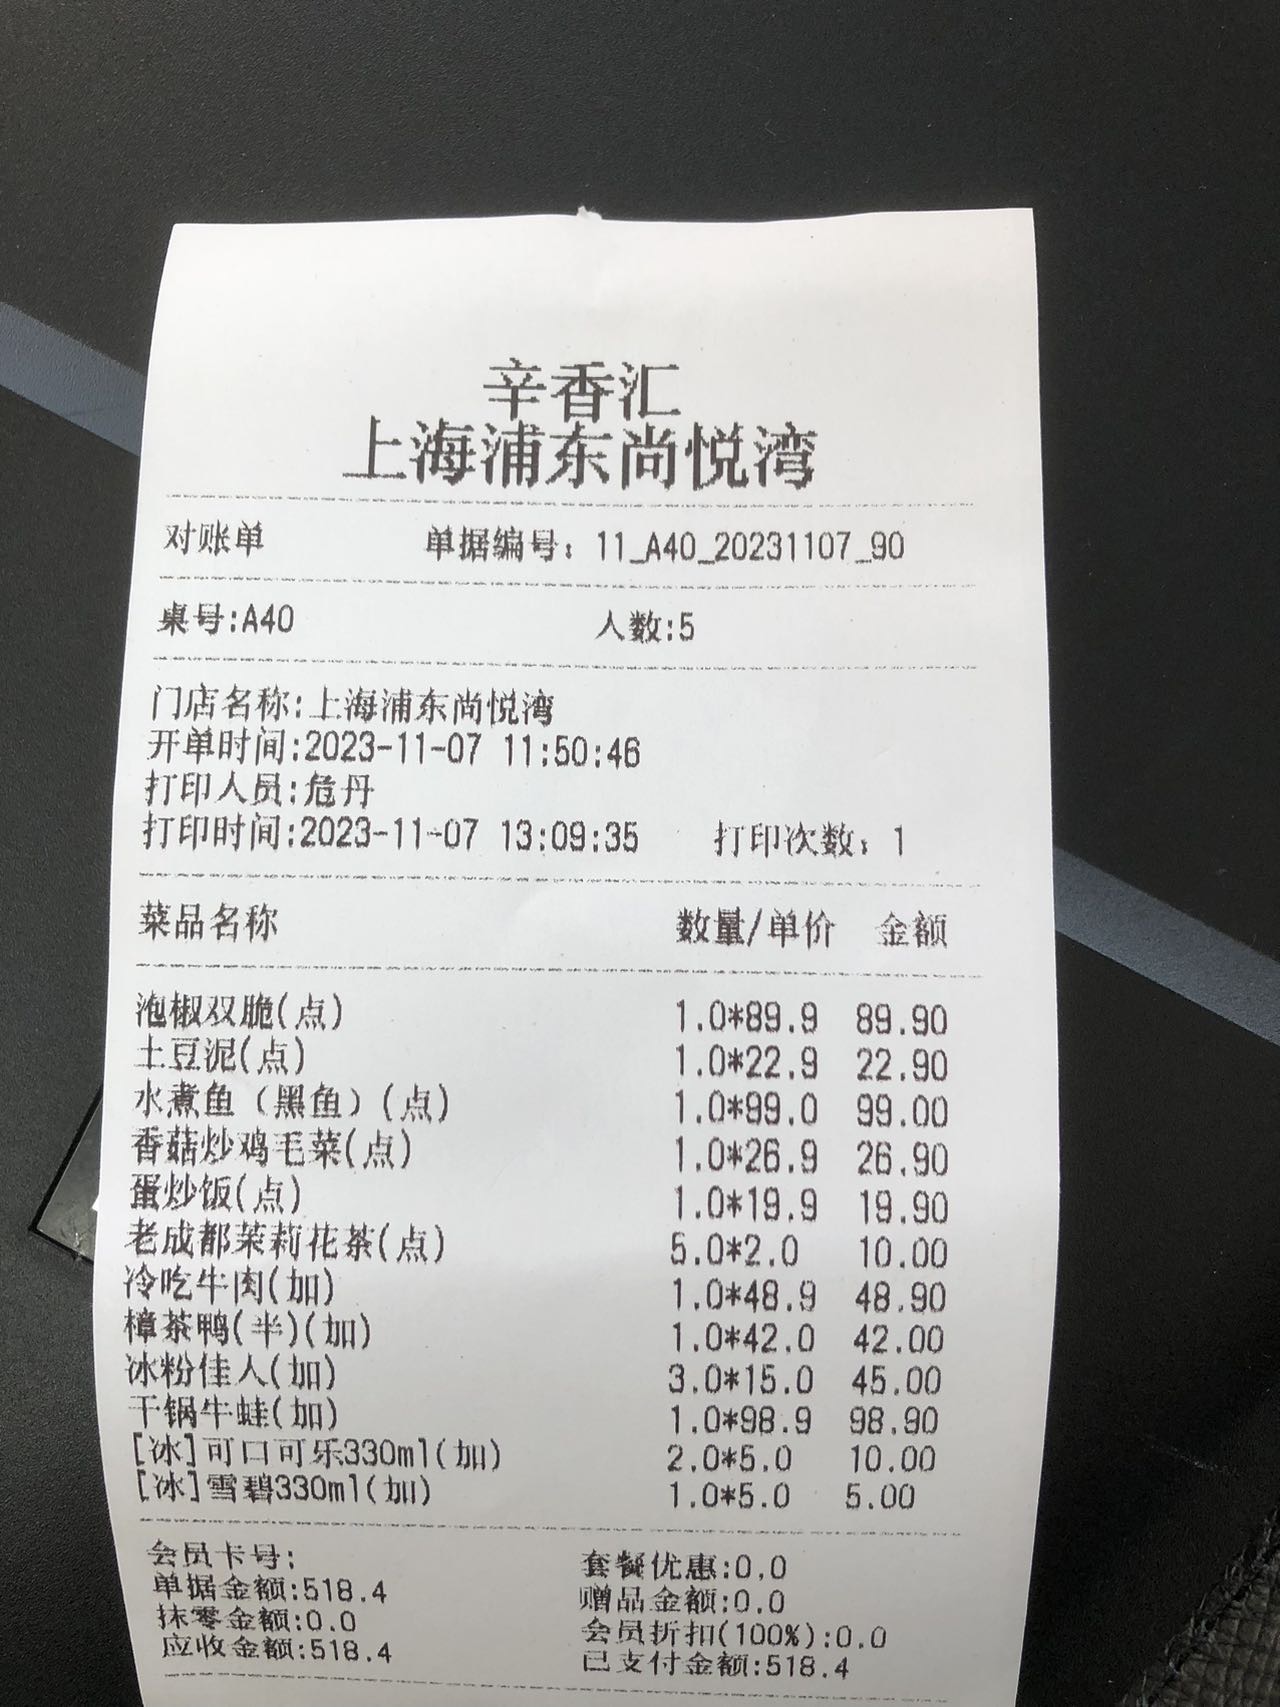 辛香汇
上海浦东尚悦湾
对账单 单据编号：11_A40_20231107_90
桌号:A40 人数:5
门店名称:上海浦东尚悦湾
开单时间:2023-11-07 11:50:46
打印人员:危丹
打印时间:2023-11-07 13:09:35 打印次数：1
菜品名称 数量/单价 金额
泡椒双脆(点) 1.0*89.9 89.90
土豆泥(点) 1.0*22.9 22.90
水煮鱼（黑鱼）(点) 1.0*99.0 99.00
香菇炒鸡毛菜(点) 1.0*26.9 26.90
蛋炒饭(点) 1.0*19.9 19.90
老成都茉莉花茶(点) 5.0*2.0 10.00
冷吃牛肉(加) 1.0*48.9 48.90
樟茶鸭(半)(加) 1.0*42.0 42.00
冰粉佳人(加) 3.0*15.0 45.00
干锅牛蛙(加) 1.0*98.9 98.90
[冰]可口可乐330ml(加) 2.0*5.0 10.00
[冰]雪碧330ml(加) 1.0*5.0 5.00
会员卡号: 套餐优惠:0.0
单据金额:518.4 赠品金额:0.0
抹零金额:0.0 会员折扣(100%):0.0
应收金额:518.4 已支付金额:518.4